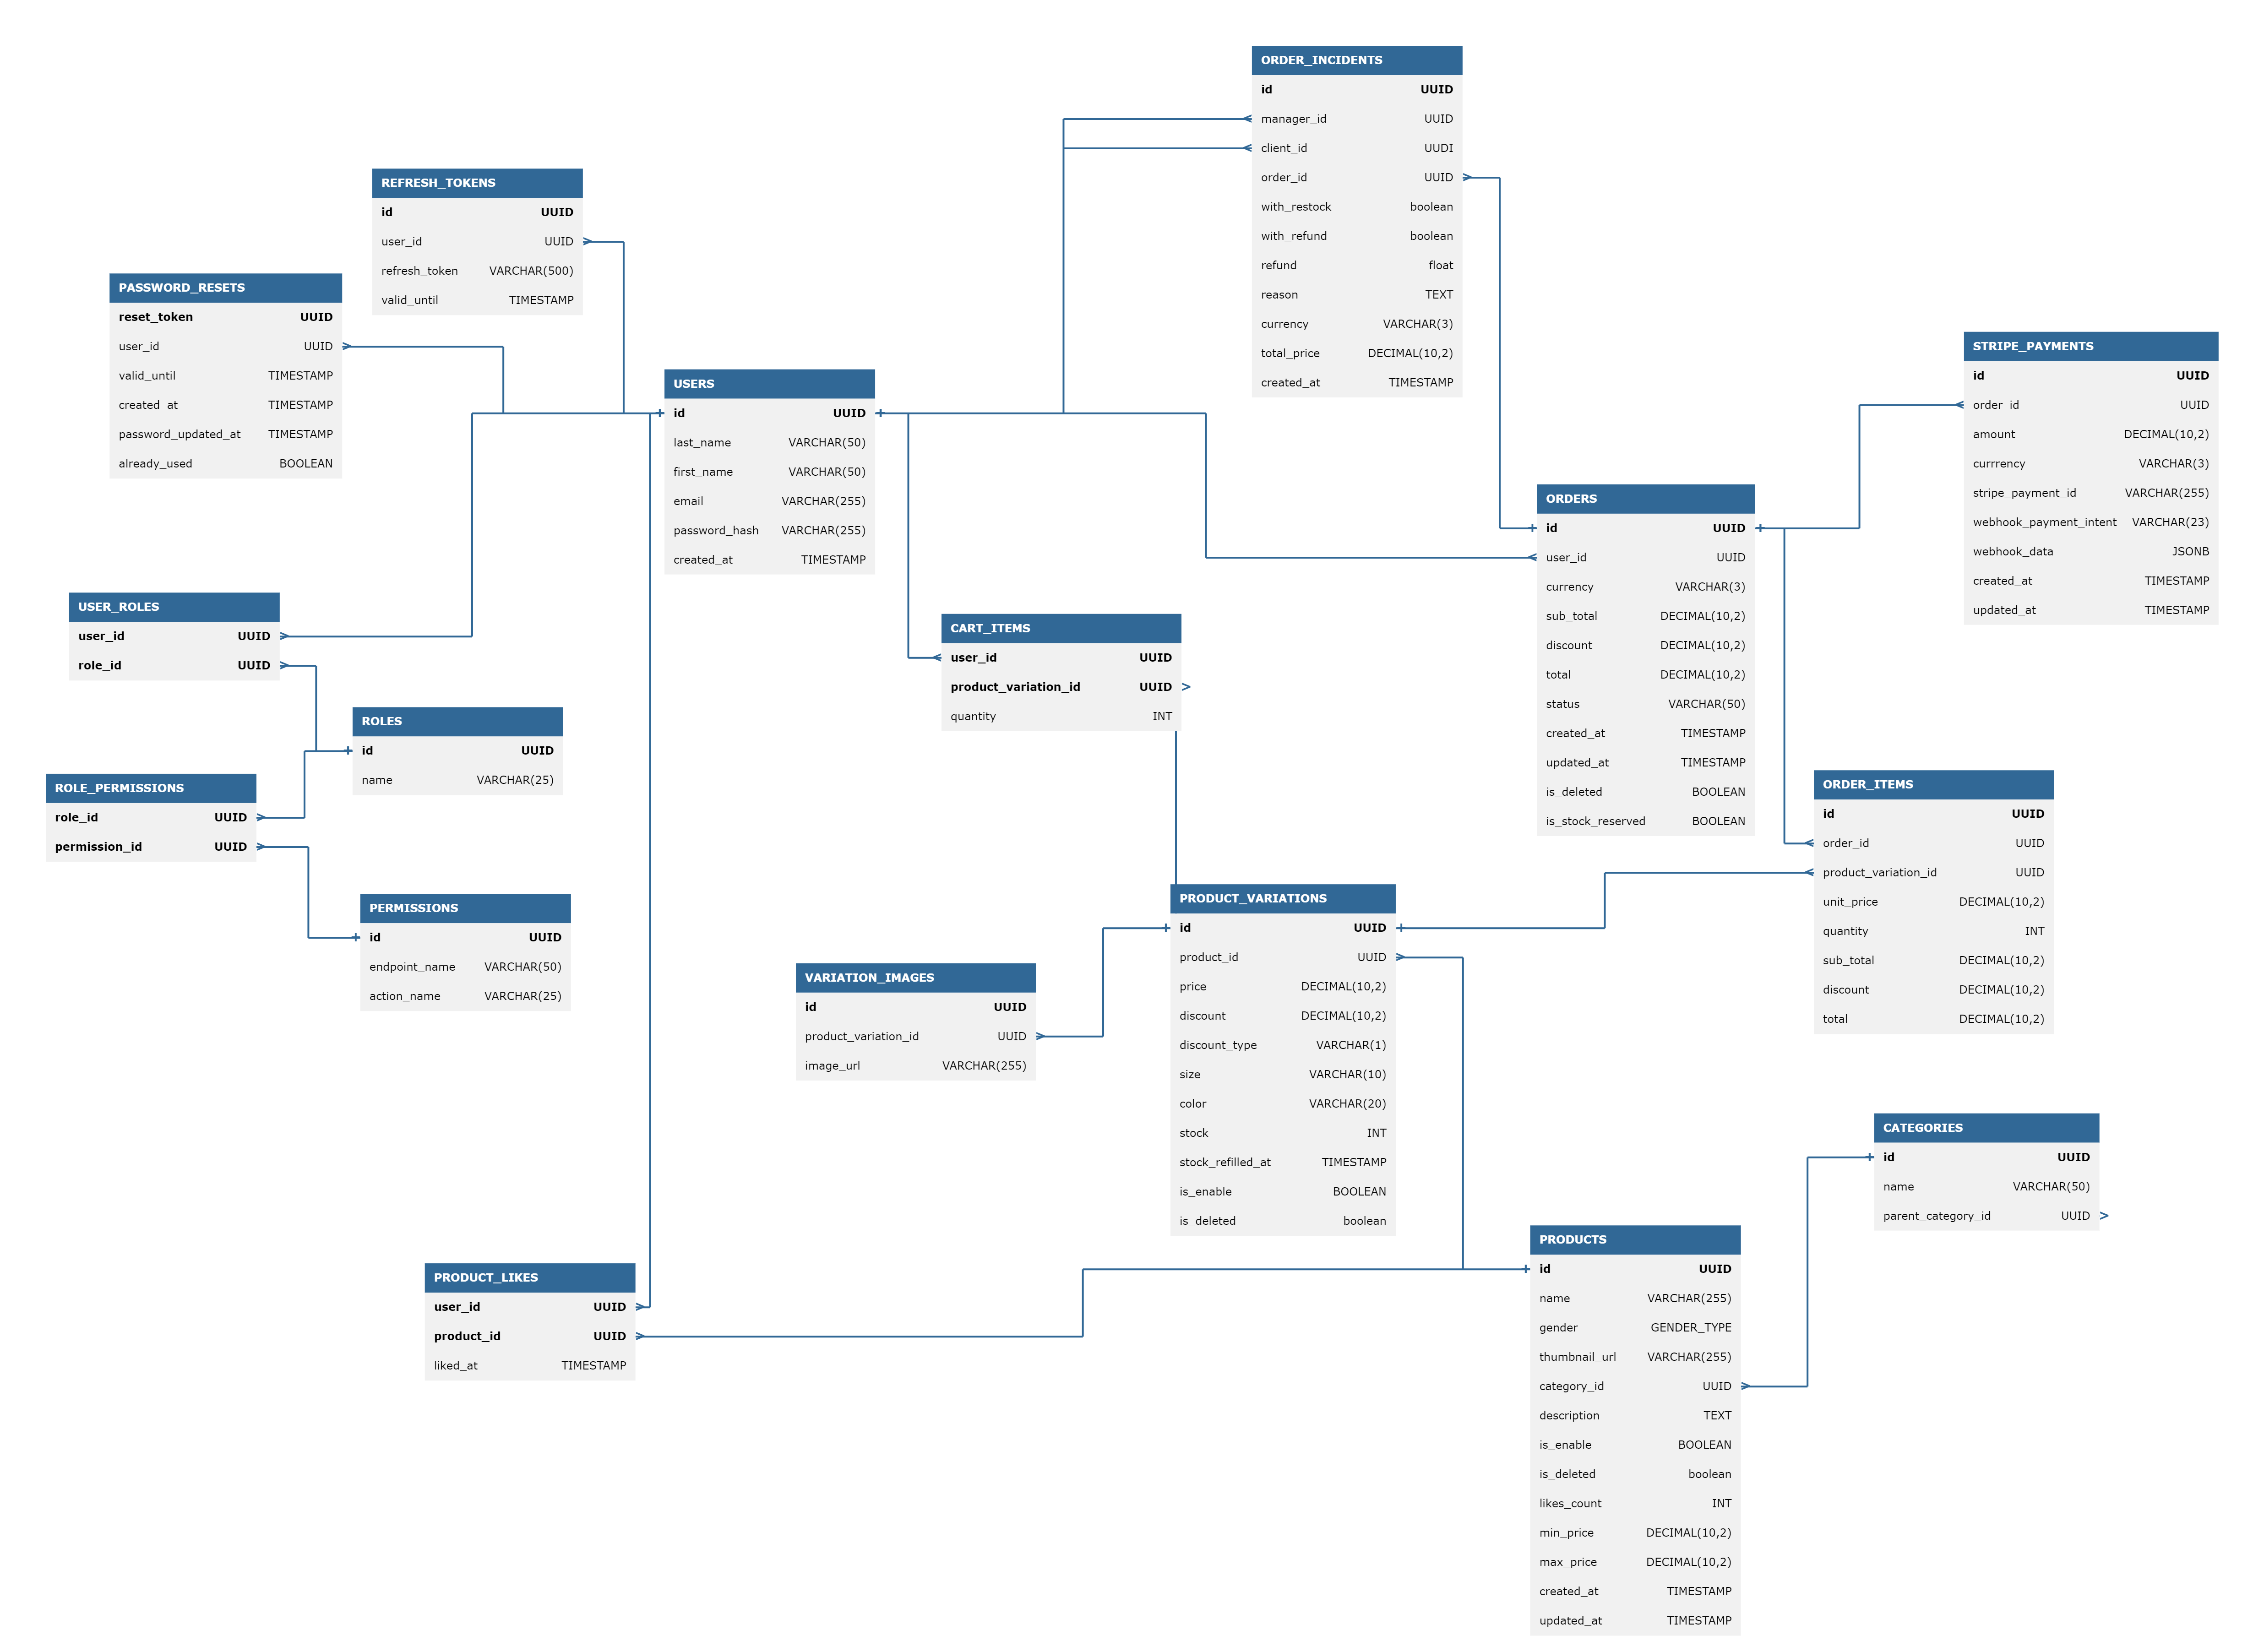 ORDER_INCIDENTS
id UUID
manager_id UUID
client_id UUDI
order_id UUID
with_restock boolean
with_refund boolean
refund float
reason TEXT
currency VARCHAR(3)
total_price DECIMAL(10,2)
created_at TIMESTAMP
REFRESH_TOKENS
id UUID
user_id UUID
refresh_token VARCHAR(500)
valid_until TIMESTAMP
PASSWORD_RESETS
reset_token UUID
user_id UUID
valid_until TIMESTAMP
created_at TIMESTAMP
password_updated_at TIMESTAMP
already_used BOOLEAN
USERS
id UUID
last_name VARCHAR(50)
first_name VARCHAR(50)
email VARCHAR(255)
password_hash VARCHAR(255)
created_at TIMESTAMP
STRIPE_PAYMENTS
id UUID
order_id UUID
amount DECIMAL(10,2)
currrency VARCHAR(3)
stripe_payment_id VARCHAR(255)
webhook_payment_intent VARCHAR(23)
webhook_data JSONB
created_at TIMESTAMP
updated_at TIMESTAMP
ORDERS
id UUID
user_id UUID
currency VARCHAR(3)
sub_total DECIMAL(10,2)
discount DECIMAL(10,2)
total DECIMAL(10,2)
status VARCHAR(50)
created_at TIMESTAMP
updated_at TIMESTAMP
is_deleted BOOLEAN
is_stock_reserved BOOLEAN
USER_ROLES
user_id UUID
role_id UUID
CART_ITEMS
user_id UUID
product_variation_id UUID
quantity INT
ROLES
id UUID
name VARCHAR(25)
ROLE_PERMISSIONS
role_id UUID
permission_id UUID
ORDER_ITEMS
id UUID
order_id UUID
product_variation_id UUID
unit_price DECIMAL(10,2)
quantity INT
sub_total DECIMAL(10,2)
discount DECIMAL(10,2)
total DECIMAL(10,2)
PERMISSIONS
id UUID
endpoint_name VARCHAR(50)
action_name VARCHAR(25)
PRODUCT_VARIATIONS
id UUID
product_id UUID
price DECIMAL(10,2)
discount DECIMAL(10,2)
discount_type VARCHAR(1)
size VARCHAR(10)
color VARCHAR(20)
stock INT
stock_refilled_at TIMESTAMP
is_enable BOOLEAN
is_deleted boolean
VARIATION_IMAGES
id UUID
product_variation_id UUID
image_url VARCHAR(255)
CATEGORIES
id UUID
name VARCHAR(50)
parent_category_id UUID
PRODUCT_LIKES
user_id UUID
product_id UUID
liked_at TIMESTAMP
PRODUCTS
id UUID
name VARCHAR(255)
gender GENDER_TYPE
thumbnail_url VARCHAR(255)
category_id UUID
description TEXT
is_enable BOOLEAN
is_deleted boolean
likes_count INT
min_price DECIMAL(10,2)
max_price DECIMAL(10,2)
created_at TIMESTAMP
updated_at TIMESTAMP